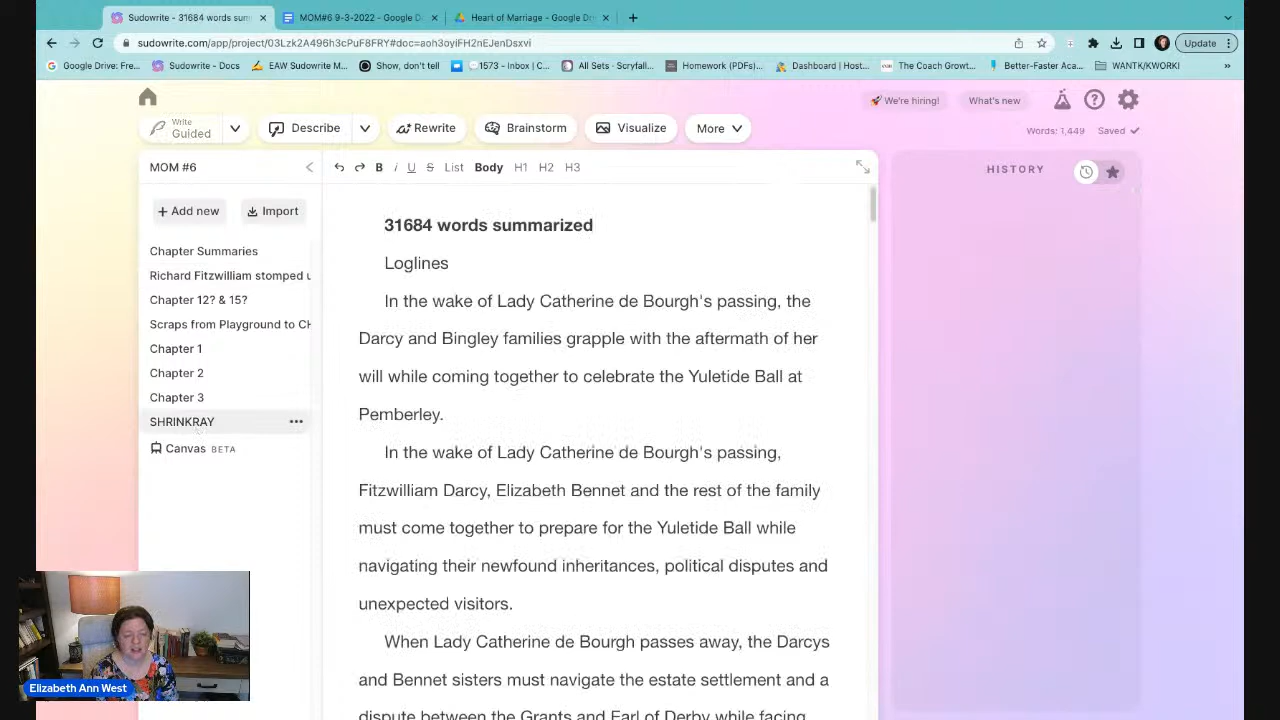 Sudowrite - 31684 words sum
MOM#6 9-3-2022 - Google D
Heart of Marriage - Google Dri
sudowrite.com/app/project/03Lzk2A496h3cPuF8FRY#doc=aoh3oyiFH2nEJenDsxvi
Update
Google Drive: Fre...
Sudowrite - Docs
EAW Sudowrite M...
Show, don't tell
1573 - Inbox | C...
All Sets · Scryfall...
Homework (PDFs)...
Dashboard | Host...
The Coach Growt...
Better-Faster Aca...
WANTK/KWORKI
»
We're hiring!
What's new
Write
Guided
Describe
Rewrite
Brainstorm
Visualize
More
Words: 1,449
Saved
MOM #6
B i U S List Body H1 H2 H3
HISTORY
Add new
Import
Chapter Summaries
Richard Fitzwilliam stomped u
Chapter 12? & 15?
Scraps from Playground to CH
Chapter 1
Chapter 2
Chapter 3
SHRINKRAY
Canvas BETA
31684 words summarized
Loglines
In the wake of Lady Catherine de Bourgh's passing, the
Darcy and Bingley families grapple with the aftermath of her
will while coming together to celebrate the Yuletide Ball at
Pemberley.
In the wake of Lady Catherine de Bourgh's passing,
Fitzwilliam Darcy, Elizabeth Bennet and the rest of the family
must come together to prepare for the Yuletide Ball while
navigating their newfound inheritances, political disputes and
unexpected visitors.
When Lady Catherine de Bourgh passes away, the Darcys
and Bennet sisters must navigate the estate settlement and a
dispute between the Grants and Earl of Derby while facing
Elizabeth Ann West